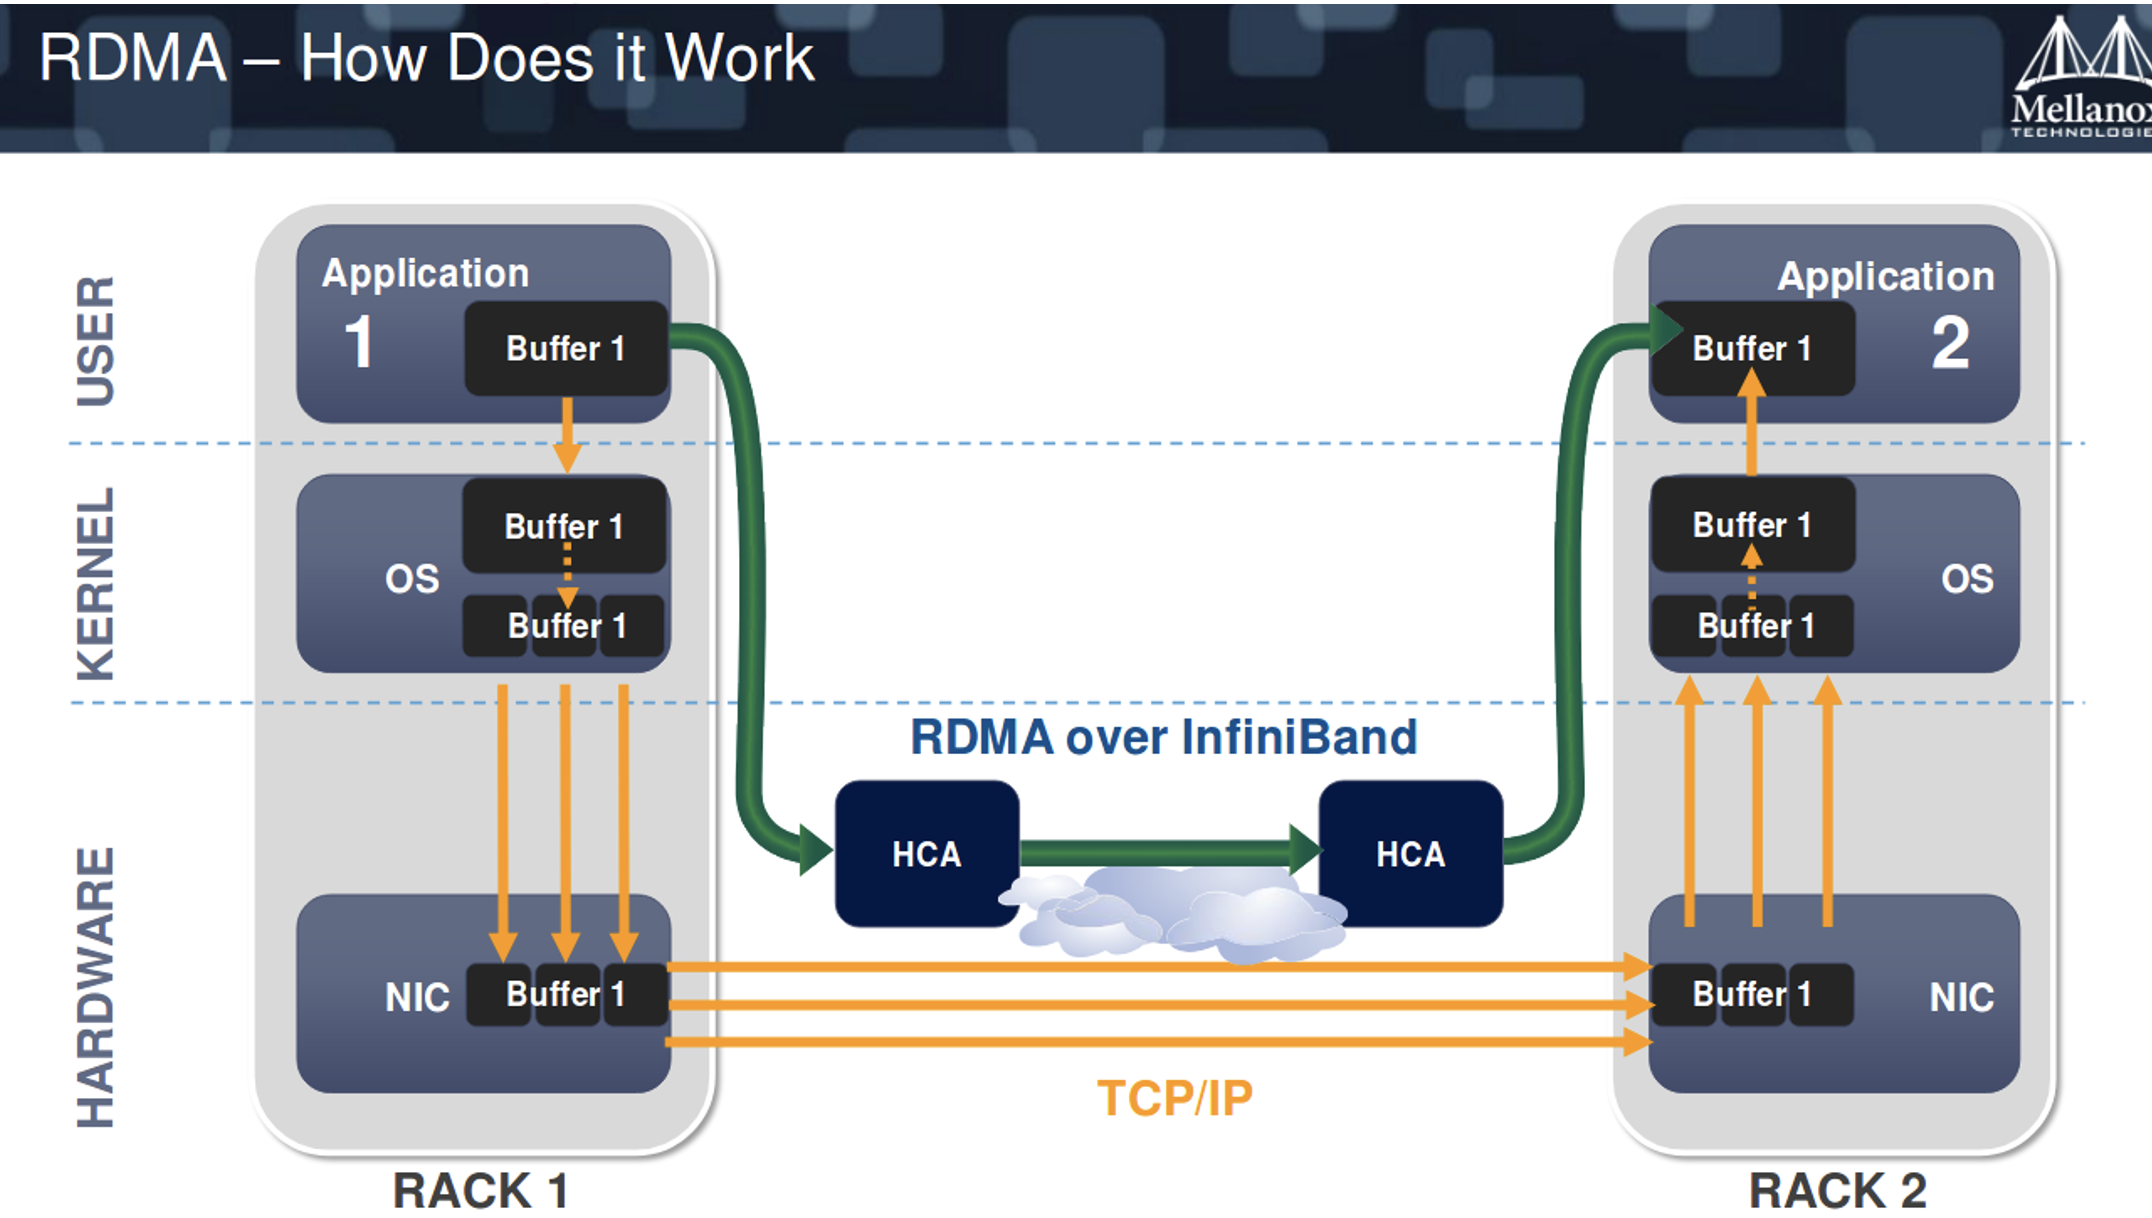 RDMA – How Does it Work
Mellanox
TECHNOLOGIE
USER
KERNEL
HARDWARE
Application
1
Buffer 1
OS
Buffer 1
Buffer 1
NIC
Buffer 1
RACK 1
RDMA over InfiniBand
HCA
HCA
TCP/IP
Application
2
Buffer 1
Buffer 1
OS
Buffer 1
Buffer 1
NIC
RACK 2